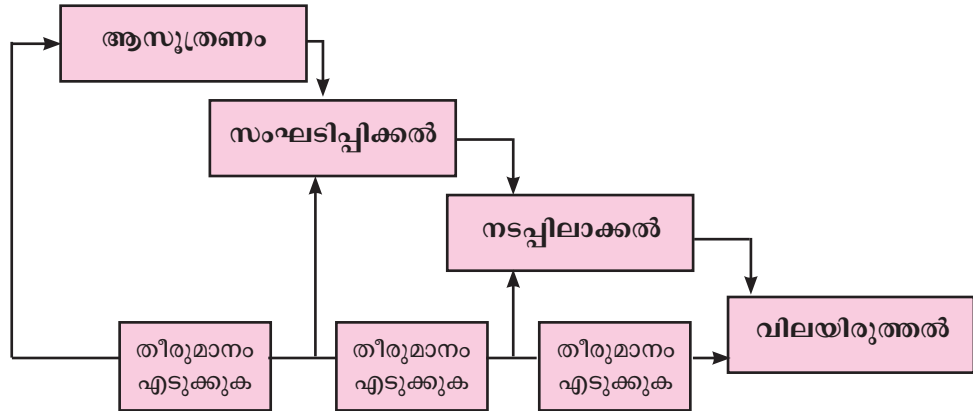 ആസൂത്രണം
സംഘടിപ്പിക്കൽ
നടപ്പിലാക്കൽ
വിലയിരുത്തൽ
തീരുമാനം
എടുക്കുക
തീരുമാനം
എടുക്കുക
തീരുമാനം
എടുക്കുക